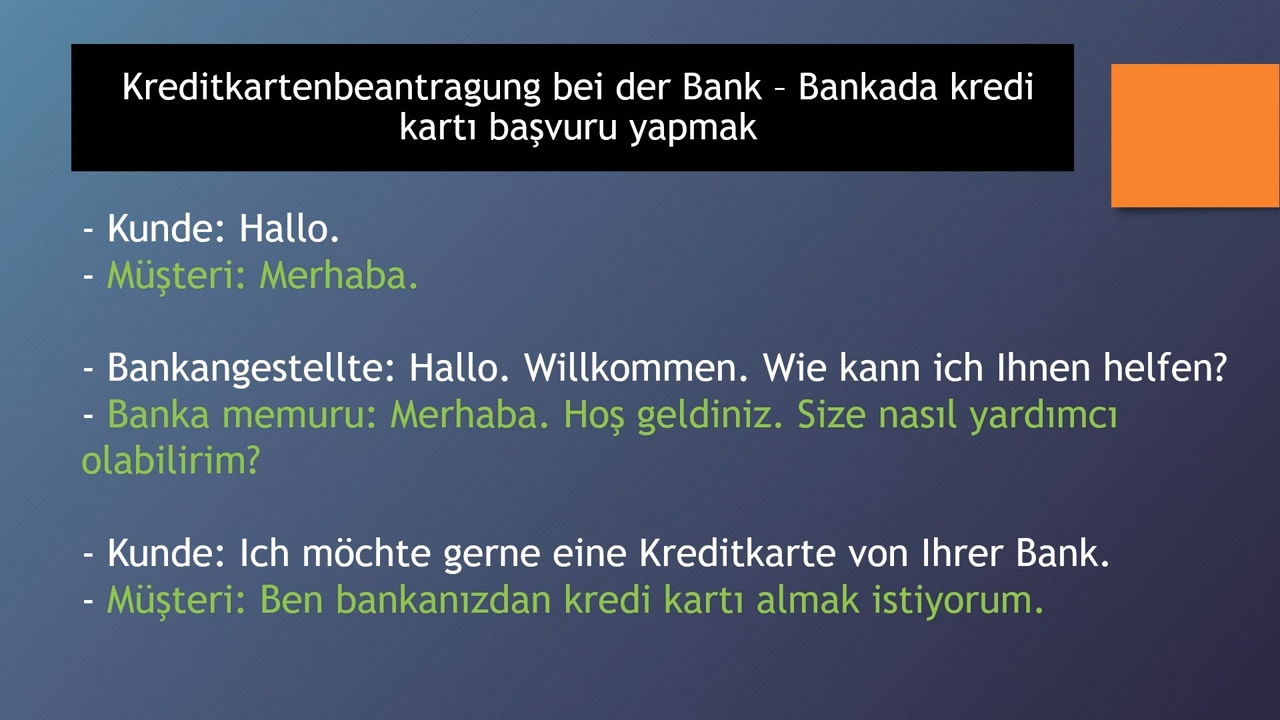 Kreditkartenbeantragung bei der Bank – Bankada kredi
kartı başvuru yapmak
- Kunde: Hallo.
- Müşteri: Merhaba.
- Bankangestellte: Hallo. Willkommen. Wie kann ich Ihnen helfen?
- Banka memuru: Merhaba. Hoş geldiniz. Size nasıl yardımcı
olabilirim?
- Kunde: Ich möchte gerne eine Kreditkarte von Ihrer Bank.
- Müşteri: Ben bankanızdan kredi kartı almak istiyorum.